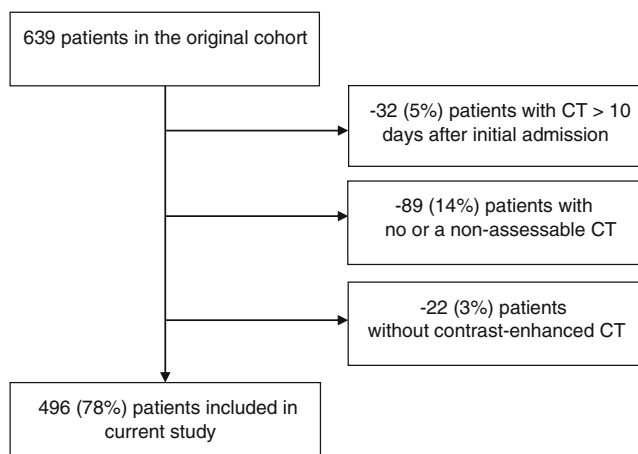 639 patients in the original cohort
-32 (5%) patients with CT > 10
days after initial admission
-89 (14%) patients with
no or a non-assessable CT
-22 (3%) patients
without contrast-enhanced CT
496 (78%) patients included in
current study